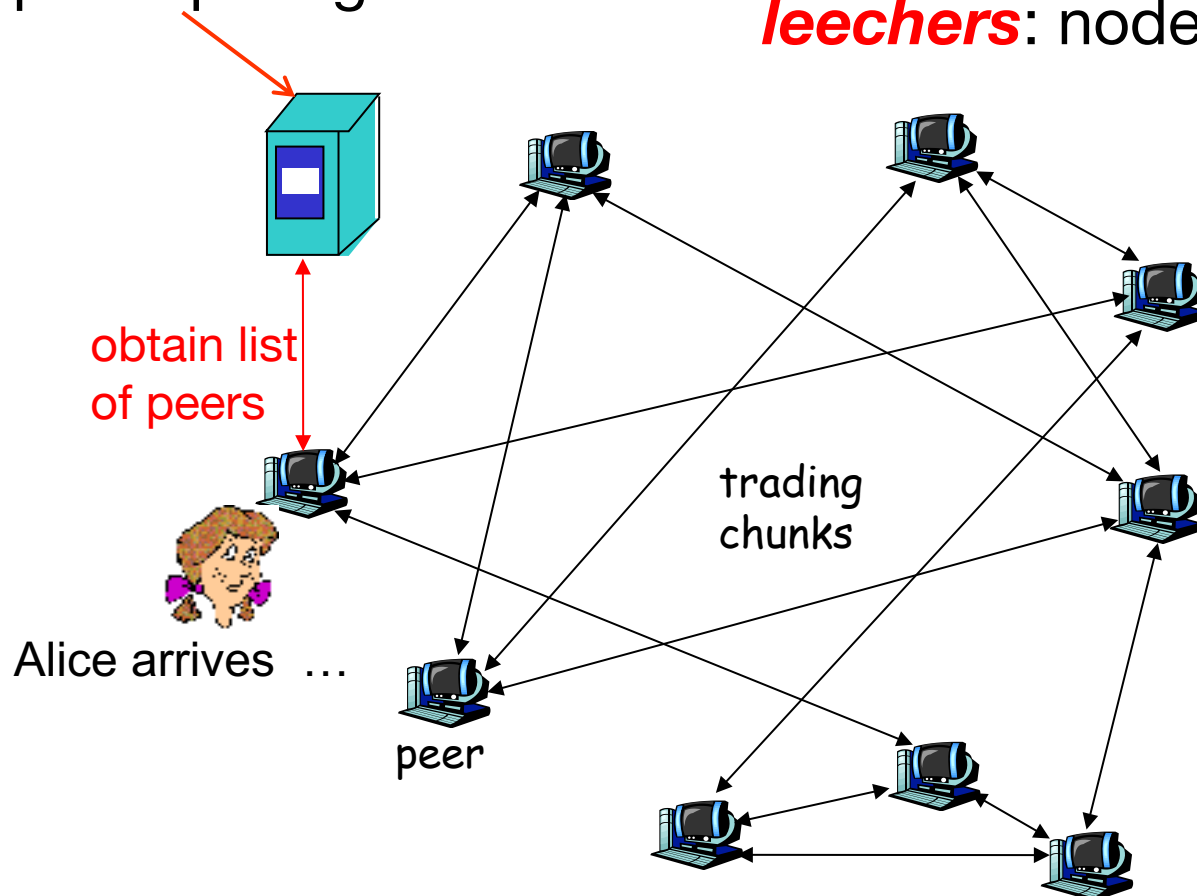 leechers: node
obtain list
of peers
trading
chunks
Alice arrives …
peer